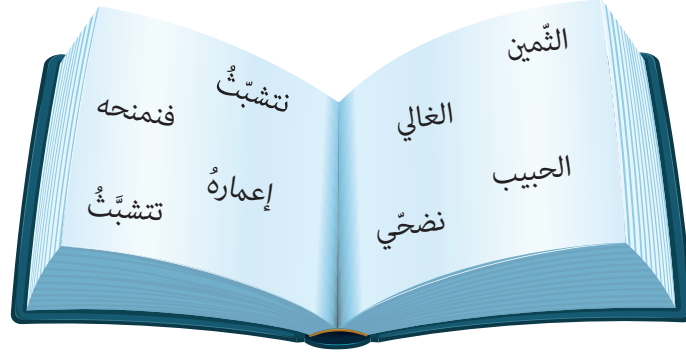 الثّمين
الغالي
الحبيب
نضحّي
نتشبّثُ
فنمنحه
إعمارهُ
تتشبَّثُ